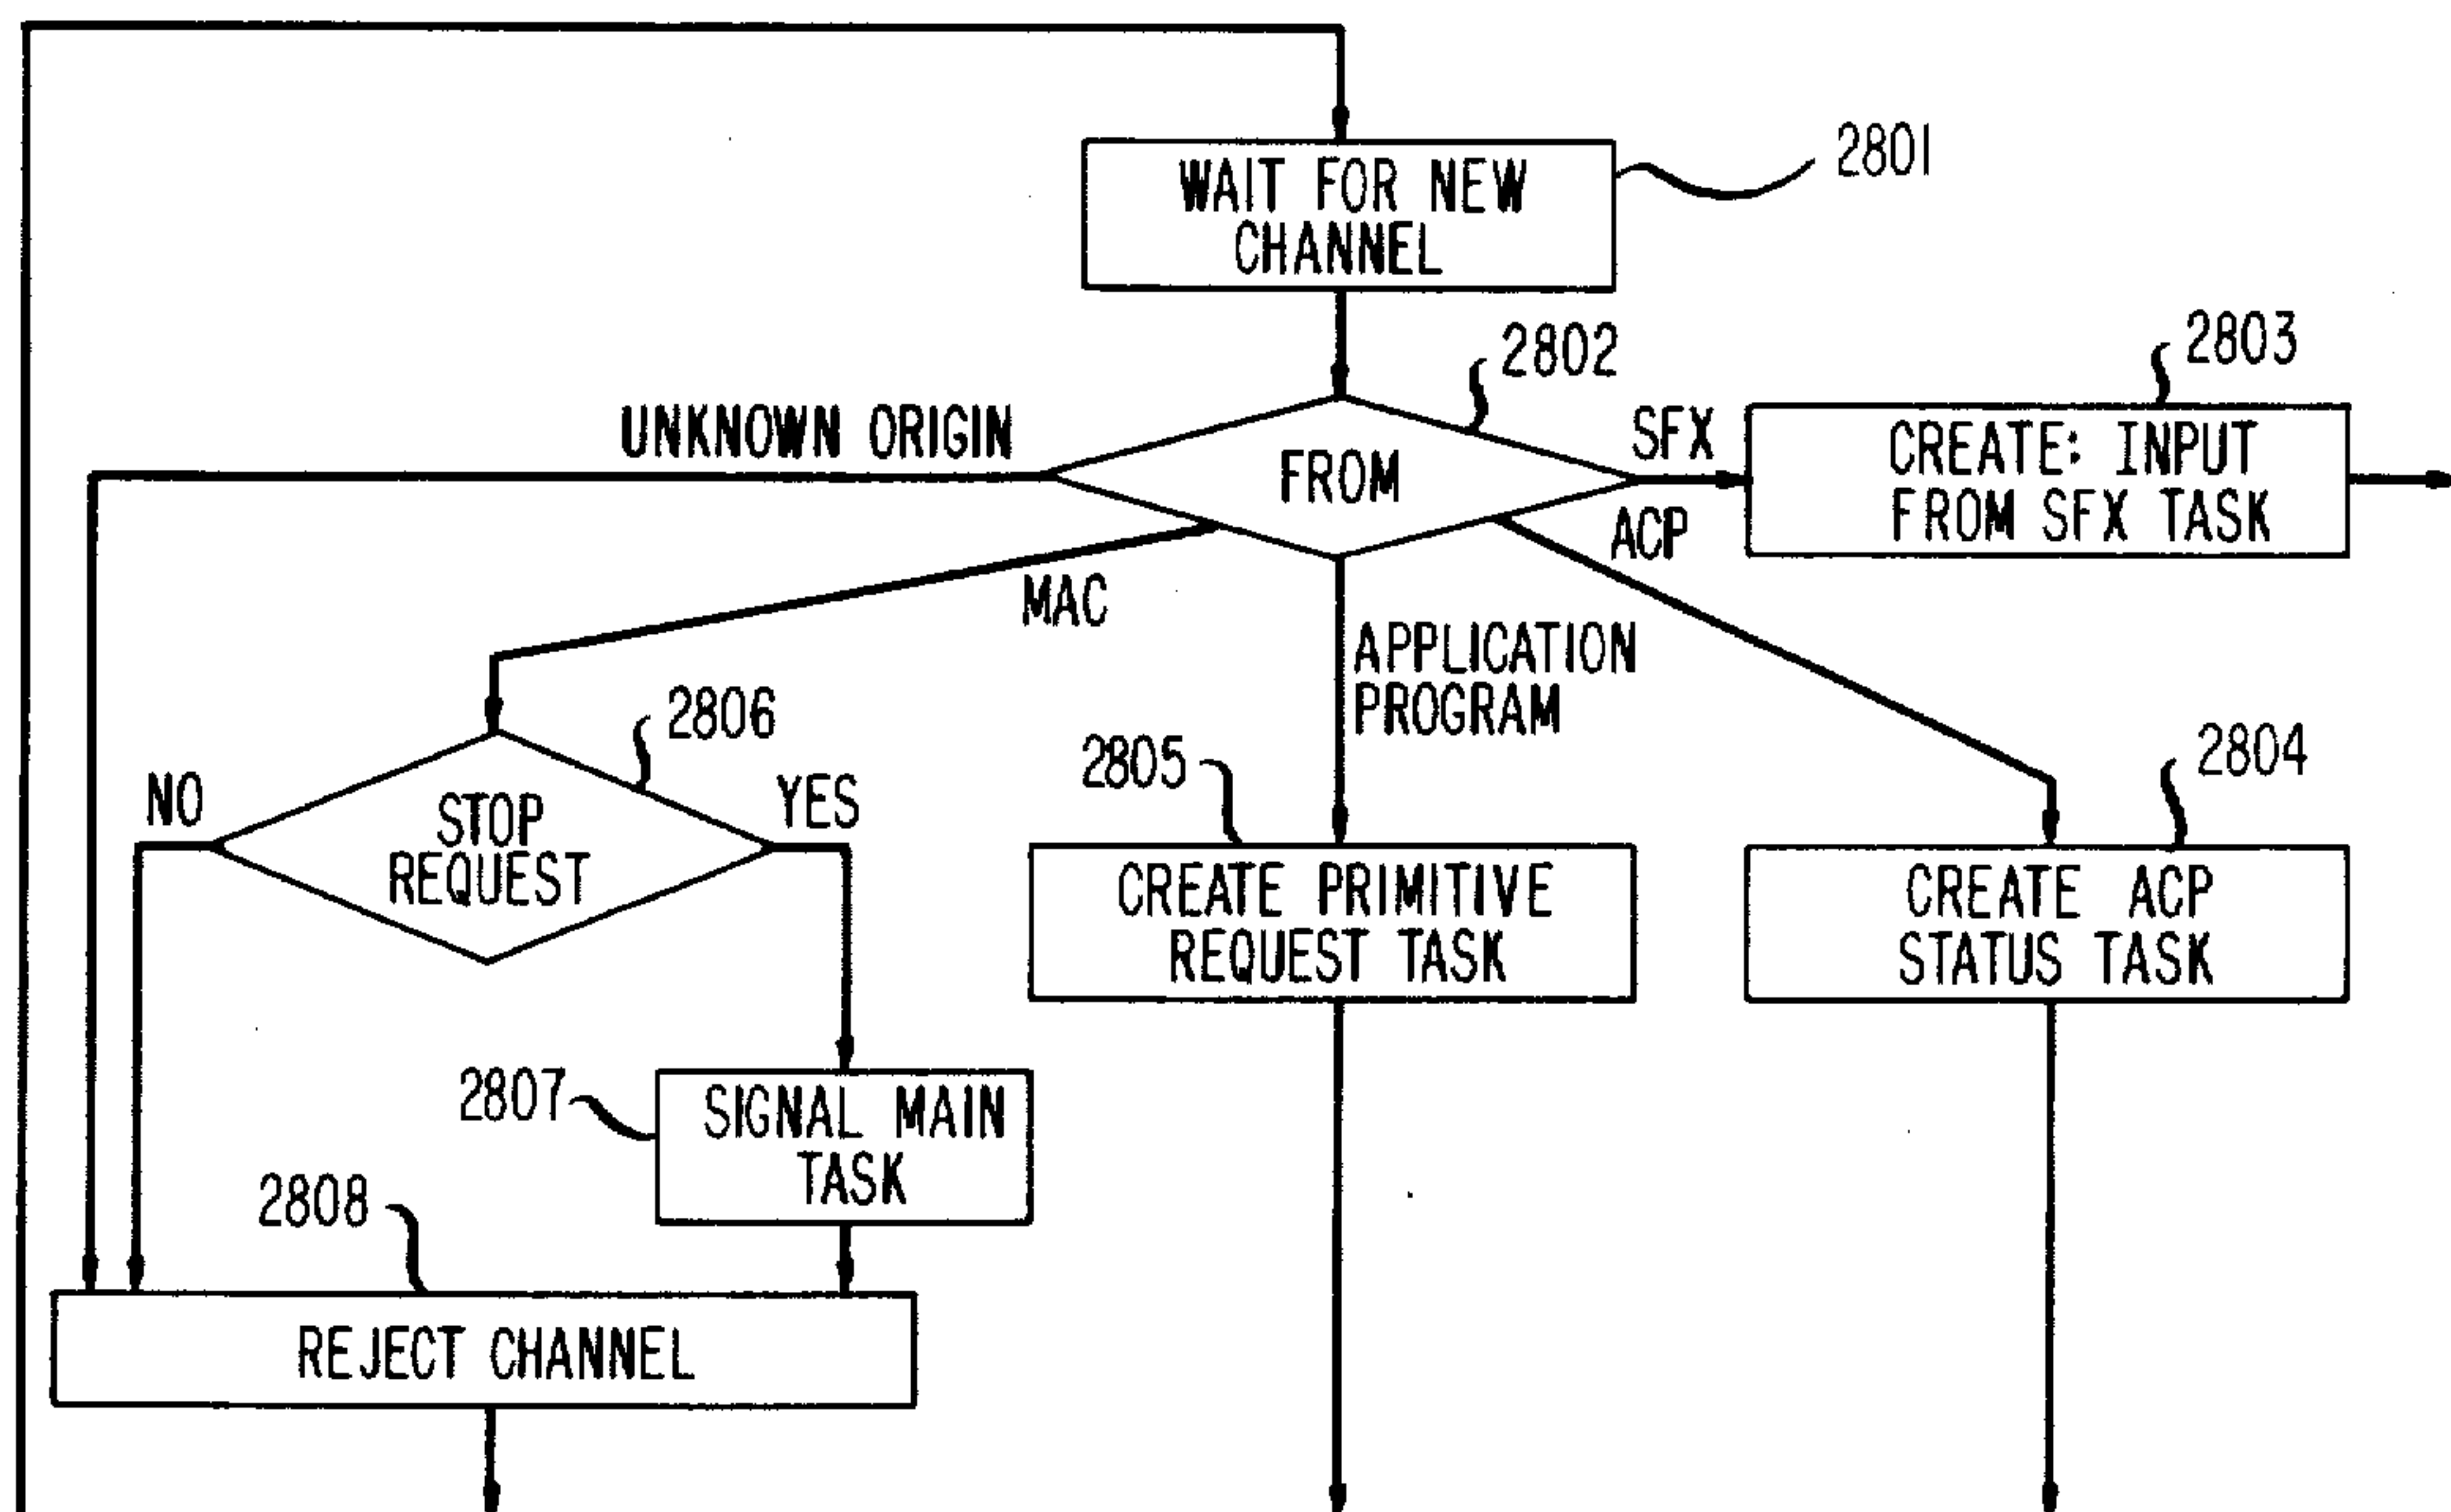 WAIT FOR NEW
CHANNEL
2801
2802
2803
UNKNOWN ORIGIN
FROM
SFX
CREATE: INPUT
FROM SFX TASK
ACP
MAC
APPLICATION
PROGRAM
2806
2805
2804
NO
STOP
REQUEST
YES
CREATE PRIMITIVE
REQUEST TASK
CREATE ACP
STATUS TASK
2807
SIGNAL MAIN
TASK
2808
REJECT CHANNEL